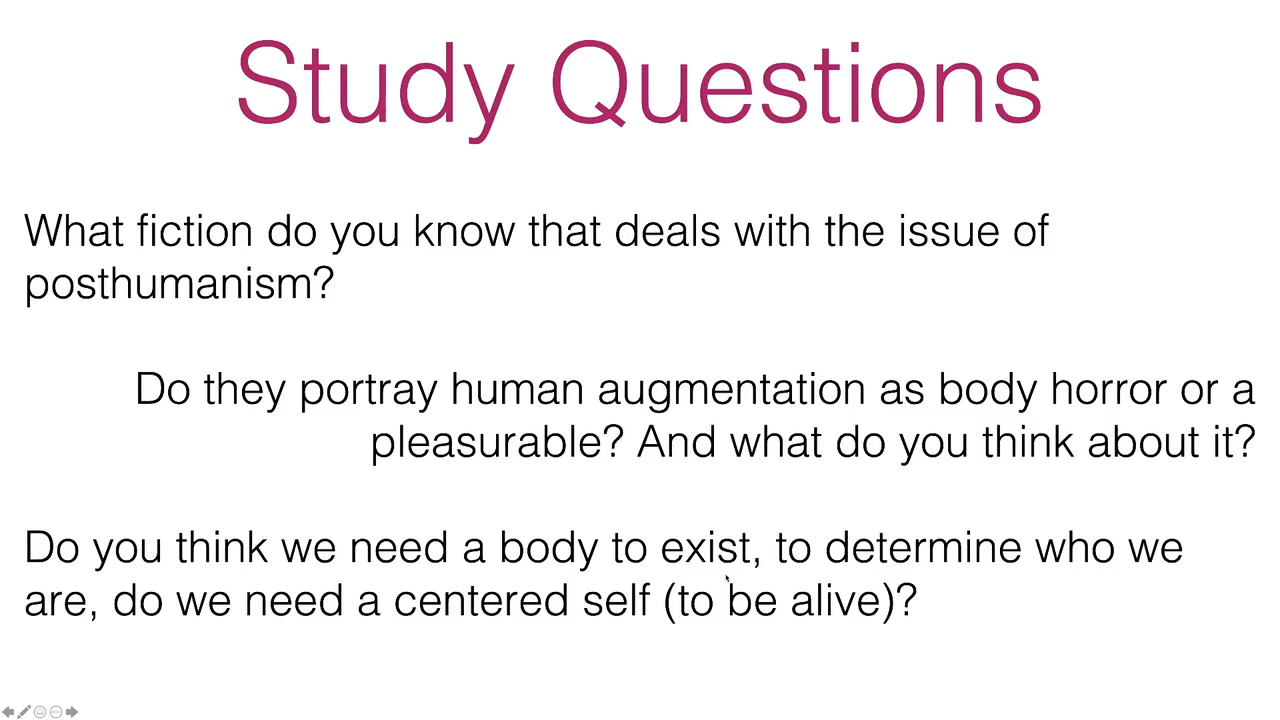 Study Questions
What fiction do you know that deals with the issue of
posthumanism?
Do they portray human augmentation as body horror or a
pleasurable? And what do you think about it?
Do you think we need a body to exist, to determine who we
are, do we need a centered self (to be alive)?